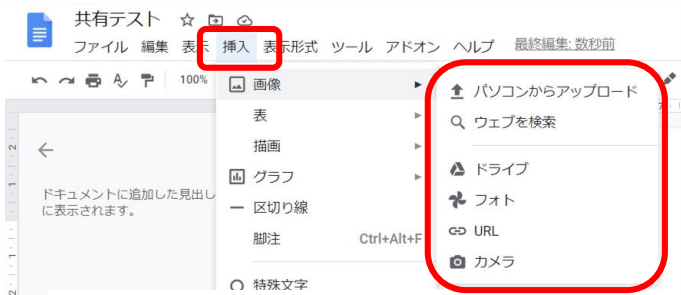 共有テスト
ファイル 編集 表示 挿入 表示形式 ツール アドオン ヘルプ 最終編集: 数秒前
100%
画像
表
描画
グラフ
区切り線
脚注 Ctrl+Alt+F
特殊文字
パソコンからアップロード
ウェブを検索
ドライブ
フォト
URL
カメラ
ドキュメントに追加した見出し
に表示されます。
2
1
1
2